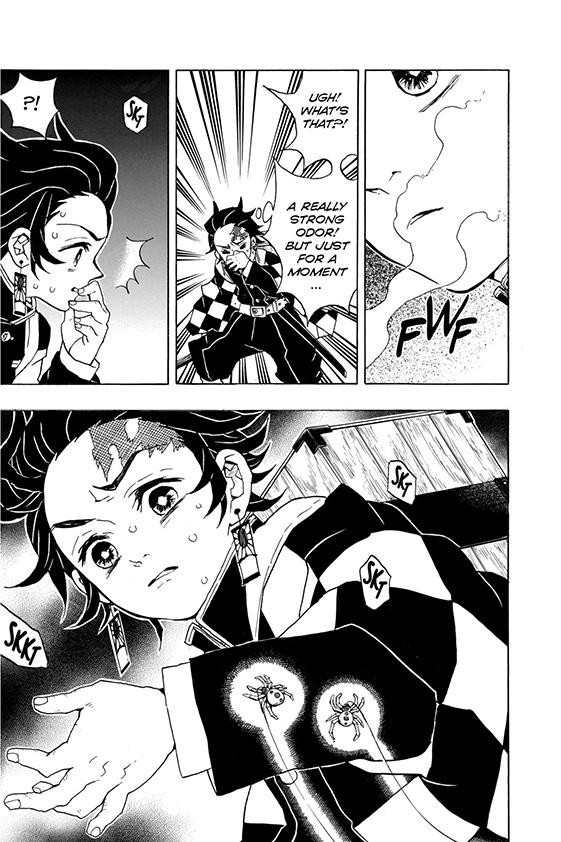 FWF
UGH!
WHAT'S
THAT?!
A REALLY
STRONG
ODOR!
BUT JUST
FOR A
MOMENT
...
SKT
?!
SKT
SKT
SKKT